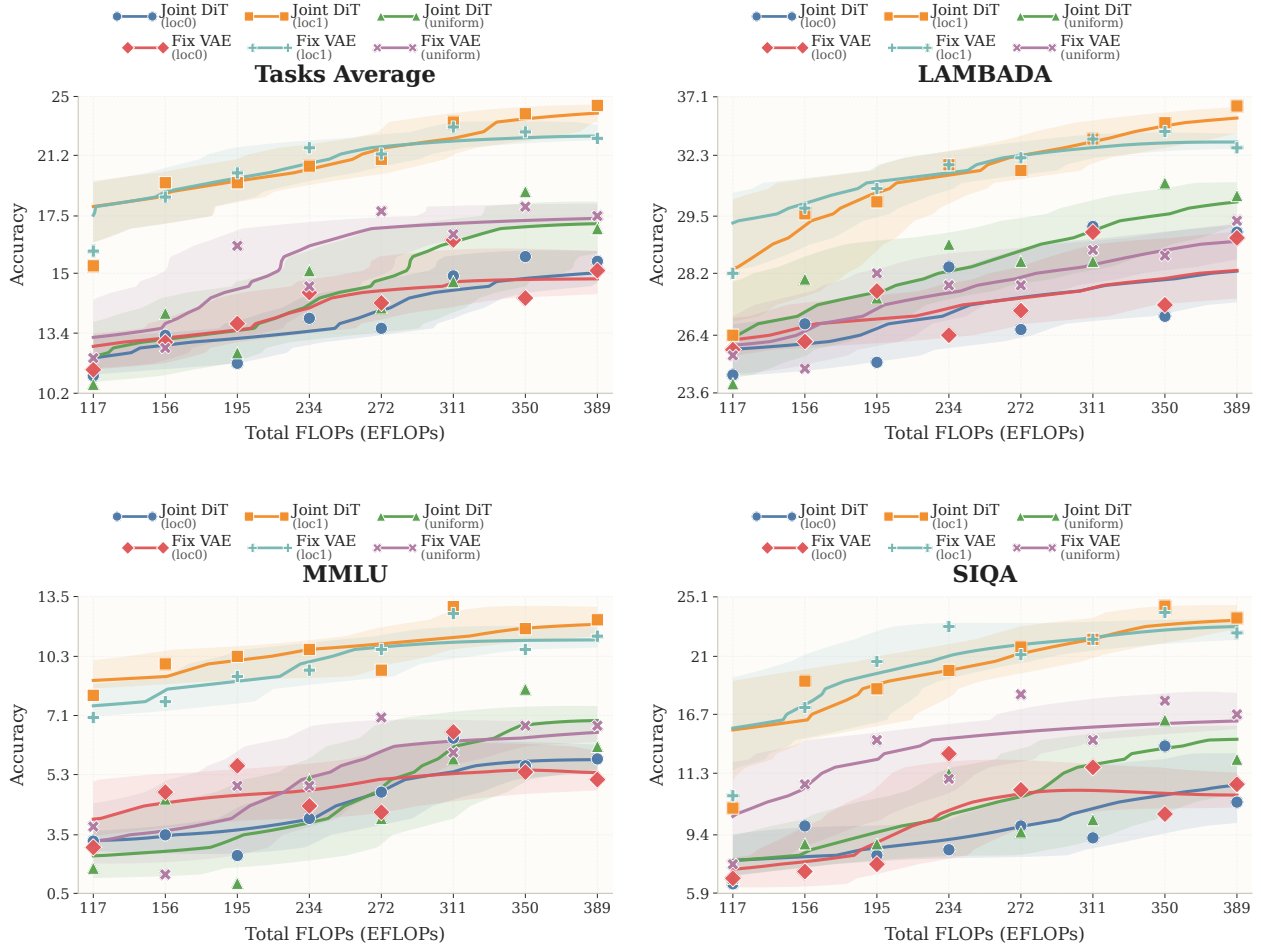 Joint DiT (loc0) Joint DiT (loc1) Joint DiT (uniform)
Fix VAE (loc0) Fix VAE (loc1) Fix VAE (uniform)
Tasks Average
Accuracy
25
21.2
17.5
15
13.4
10.2
117 156 195 234 272 311 350 389
Total FLOPs (EFLOPs)
Joint DiT (loc0) Joint DiT (loc1) Joint DiT (uniform)
Fix VAE (loc0) Fix VAE (loc1) Fix VAE (uniform)
LAMBADA
Accuracy
37.1
32.3
29.5
28.2
26.4
23.6
117 156 195 234 272 311 350 389
Total FLOPs (EFLOPs)
Joint DiT (loc0) Joint DiT (loc1) Joint DiT (uniform)
Fix VAE (loc0) Fix VAE (loc1) Fix VAE (uniform)
MMLU
Accuracy
13.5
10.3
7.1
5.3
3.5
0.5
117 156 195 234 272 311 350 389
Total FLOPs (EFLOPs)
Joint DiT (loc0) Joint DiT (loc1) Joint DiT (uniform)
Fix VAE (loc0) Fix VAE (loc1) Fix VAE (uniform)
SIQA
Accuracy
25.1
21
16.7
11.3
9.4
5.9
117 156 195 234 272 311 350 389
Total FLOPs (EFLOPs)